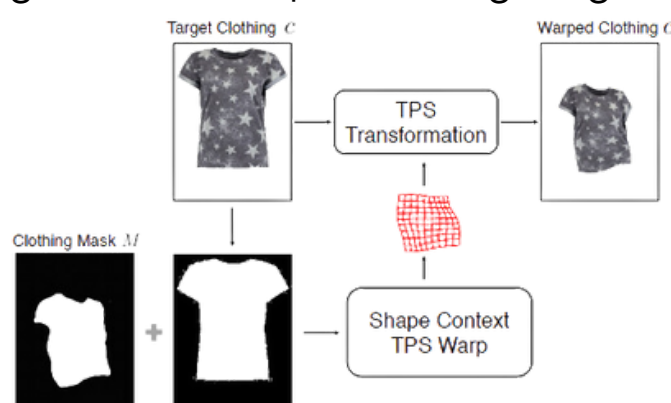 Target Clothing c
Warped Clothing
TPS
Transformation
Clothing Mask M
Shape Context
TPS Warp